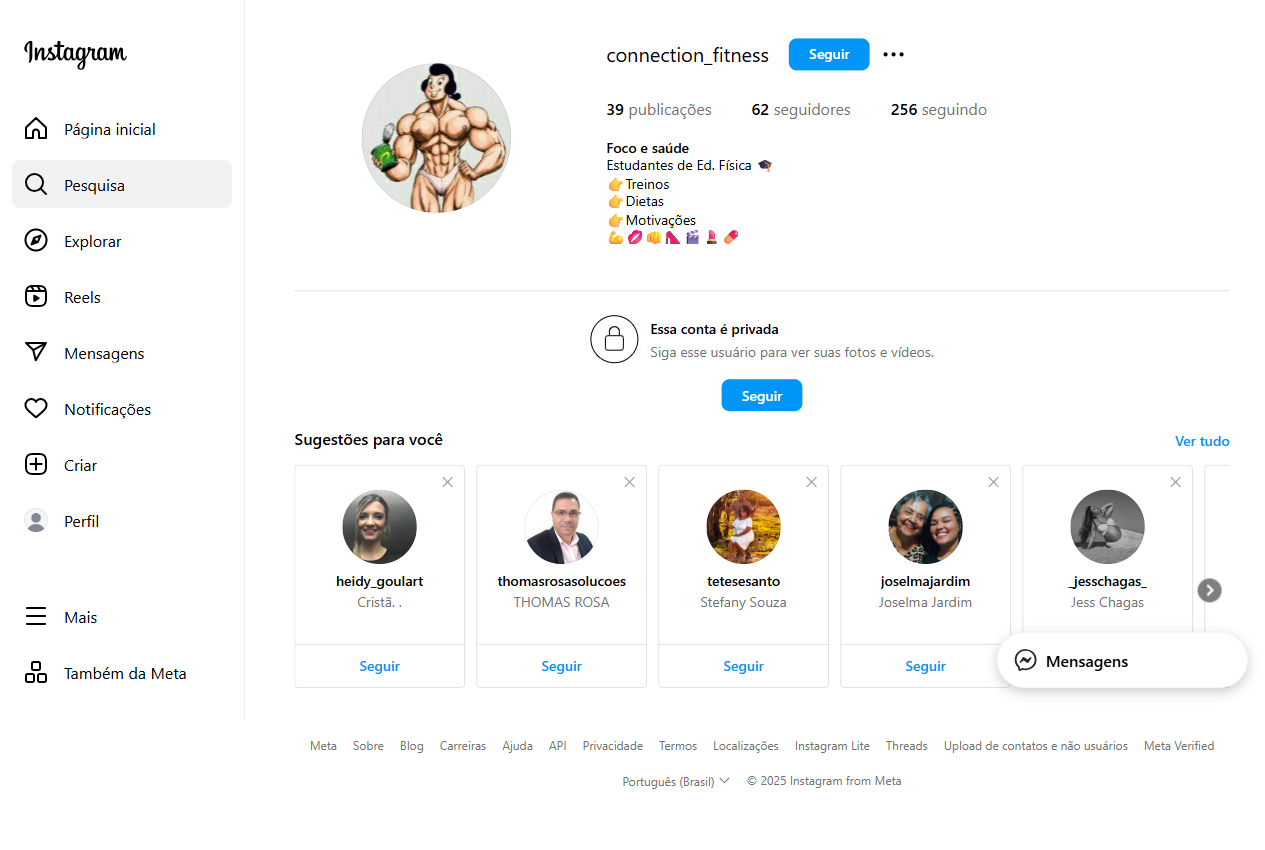 Instagram
Página inicial
Pesquisa
Explorar
Reels
Mensagens
Notificações
Criar
Perfil
Mais
Também da Meta
connection_fitness
Seguir
39 publicações 62 seguidores 256 seguindo
Foco e saúde
Estudantes de Ed. Física 🎓
👉Treinos
👉Dietas
👉Motivações
💪💋👊👠🎬💄💊
Essa conta é privada
Siga esse usuário para ver suas fotos e vídeos.
Seguir
Sugestões para você Ver tudo
heidy_goulart
Cristã. .
Seguir
thomasrosasolucoes
THOMAS ROSA
Seguir
tetesesanto
Stefany Souza
Seguir
joselmajardim
Joselma Jardim
Seguir
_jesschagas_
Jess Chagas
Mensagens
Meta Sobre Blog Carreiras Ajuda API Privacidade Termos Localizações Instagram Lite Threads Upload de contatos e não usuários Meta Verified
Português (Brasil) © 2025 Instagram from Meta